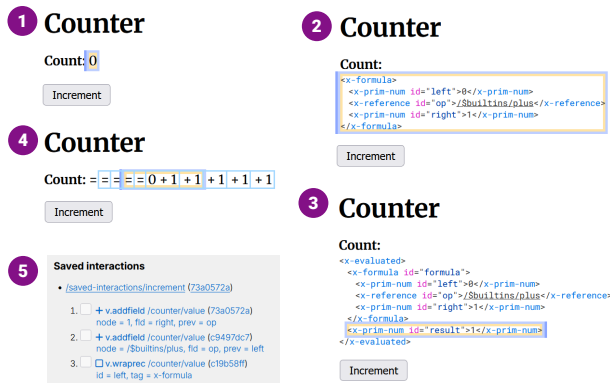 1 Counter
Count: 0
Increment
2 Counter
Count:
<x-formula>
<x-prim-num id="left">0</x-prim-num>
<x-reference id="op">/$builtins/plus</x-reference>
<x-prim-num id="right">1</x-prim-num>
</x-formula>
Increment
4 Counter
Count: = = = = = 0 + 1 + 1 + 1 + 1 + 1
Increment
3 Counter
Count:
<x-evaluated>
<x-formula id="formula">
<x-prim-num id="left">0</x-prim-num>
<x-reference id="op">/$builtins/plus</x-reference>
<x-prim-num id="right">1</x-prim-num>
</x-formula>
<x-prim-num id="result">1</x-prim-num>
</x-evaluated>
Increment
5 Saved interactions
• /saved-interactions/increment (73a0572a)
1. + v.addfield /counter/value (73a0572a)
node = 1, fld = right, prev = op
2. + v.addfield /counter/value (c9497dc7)
node = /$builtins/plus, fld = op, prev = left
3. v.wraprec /counter/value (c19b58ff)
id = left, tag = x-formula